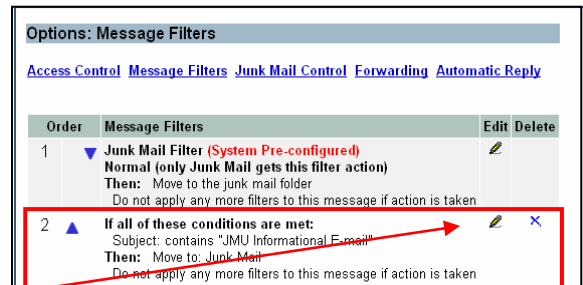 Options: Message Filters
Access Control Message Filters Junk Mail Control Forwarding Automatic Reply
Order Message Filters Edit Delete
1 Junk Mail Filter (System Pre-configured)
Normal (only Junk Mail gets this filter action)
Then: Move to the junk mail folder
Do not apply any more filters to this message if action is taken
2 If all of these conditions are met:
Subject: contains "JMU Informational E-mail"
Then: Move to: Junk Mail
Do not apply any more filters to this message if action is taken